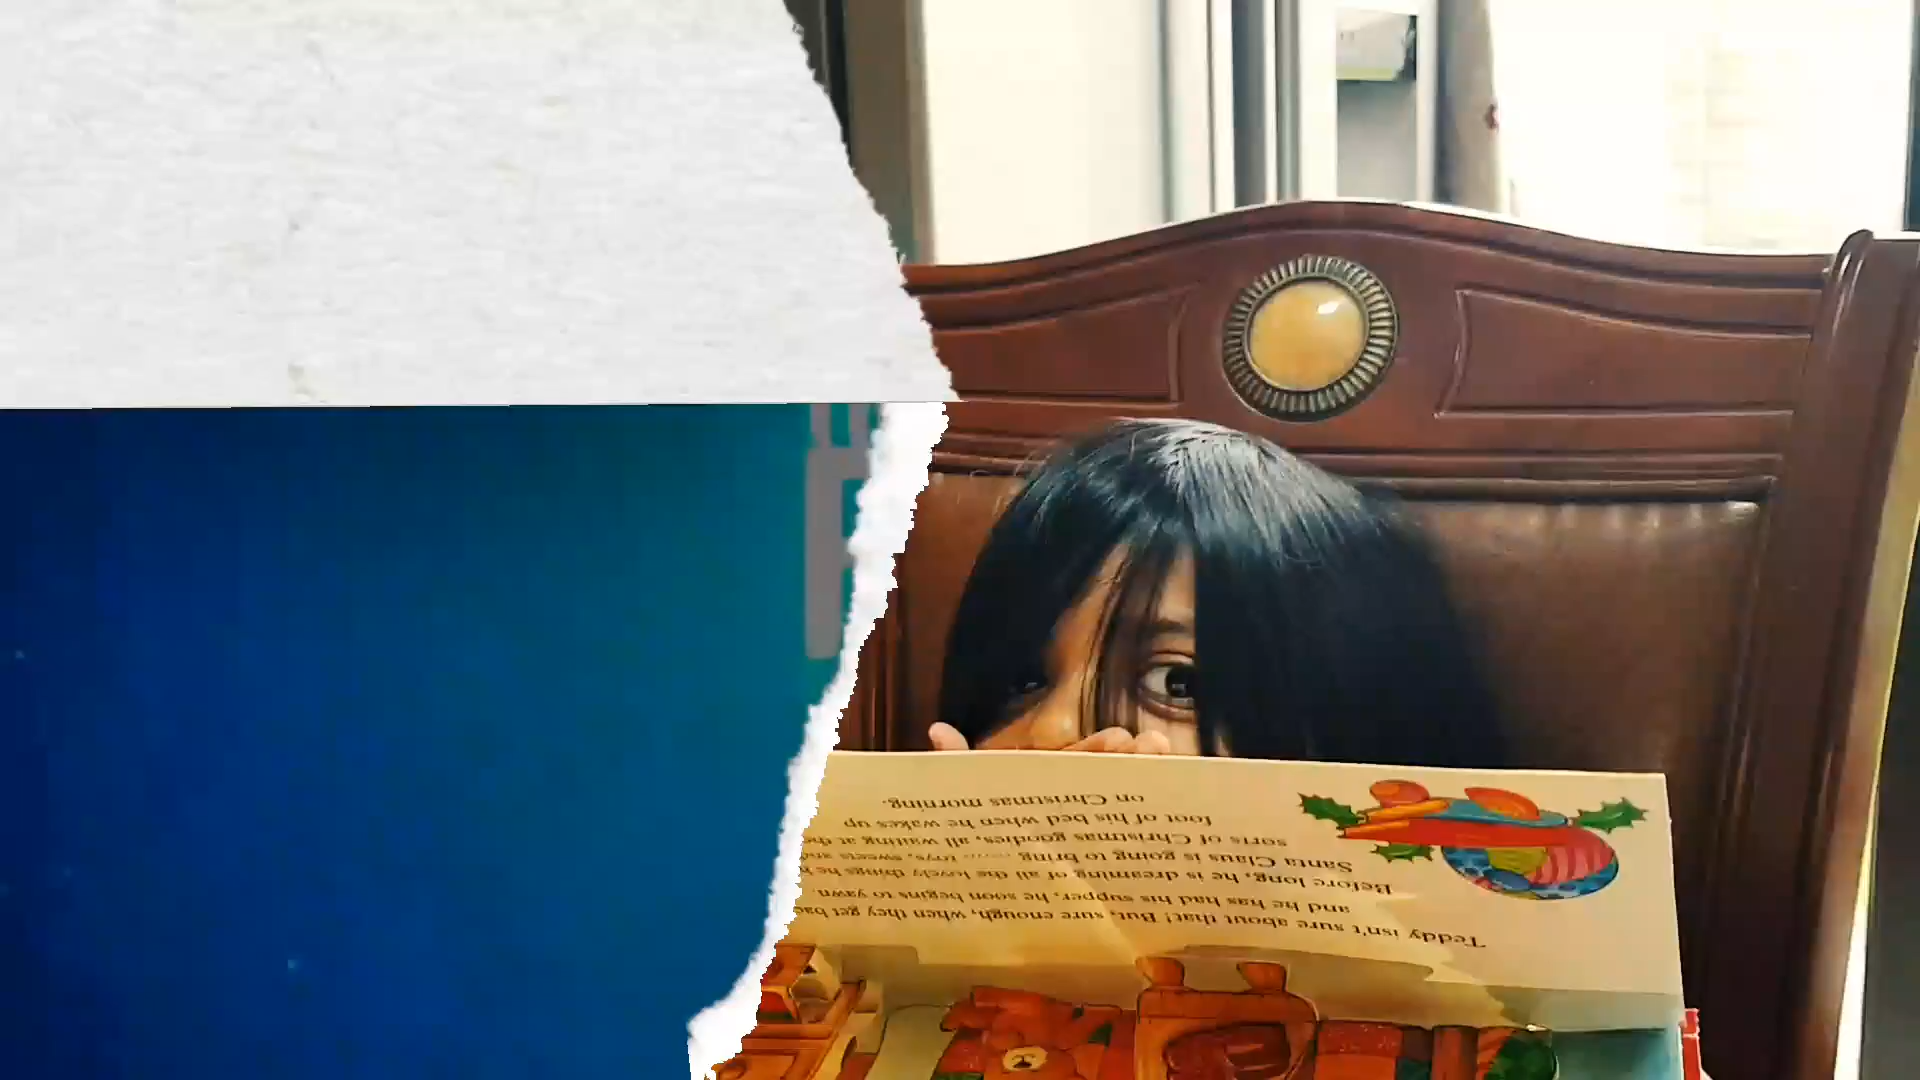 Teddy isn't sure about that! But, sure enough, when they get bac
and he has had his supper, he soon begins to yawn.
Before long, he is dreaming of all the lovely things he
Santa Claus is going to bring ...... toys, sweets and
sorts of Christmas goodies, all waiting at the
foot of his bed when he wakes up
on Christmas morning.